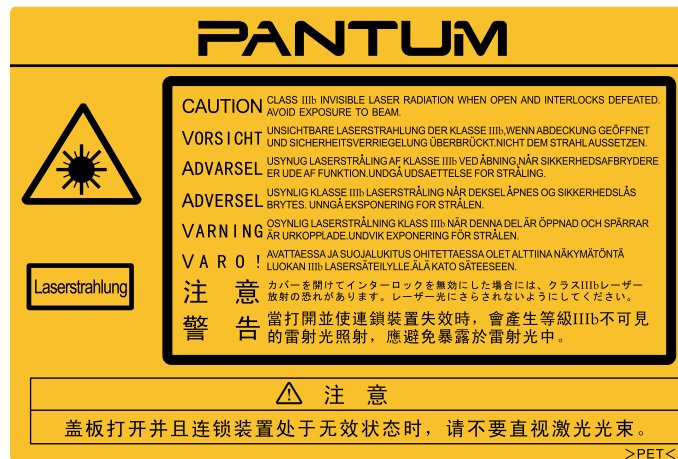 PANTUM
CAUTION CLASS IIIb INVISIBLE LASER RADIATION WHEN OPEN AND INTERLOCKS DEFEATED.
AVOID EXPOSURE TO BEAM.
VORSICHT UNSICHTBARE LASERSTRAHLUNG DER KLASSE IIIb,WENN ABDECKUNG GEÖFFNET
UND SICHERHEITSVERRIEGELUNG ÜBERBRÜCKT.NICHT DEM STRAHL AUSSETZEN.
ADVARSEL USYNUG LASERSTRÅLING AF KLASSE IIIb VED ÅBNING,NÅR SIKKERHEDSAFBRYDERE
ER UDE AF FUNKTION.UNDGÅ UDSAETTELSE FOR STRÅLING.
ADVERSEL USYNLIG KLASSE IIIb LASERSTRÅLING NÅR DEKSEL ÅPNES OG SIKKERHEDSLÅS
BRYTES. UNNGÅ EKSPONERING FOR STRÅLEN.
VARNING OSYNLIG LASERSTRÅLNING KLASS IIIb NÄR DENNA DEL ÄR ÖPPNAD OCH SPÄRRAR
ÄR URKOPPLADE.UNDVIK EXPONERING FÖR STRÅLEN.
VARO! AVATTAESSA JA SUOJALUKITUS OHITETTAESSA OLET ALTTIINA NÄKYMÄTÖNTÄ
LUOKAN IIIb LASERSÄTEILYLLE.ÄLÄ KATO SÄTEESEEN.
注 意 カバーを開けてインターロックを無効にした場合には、クラスIIIbレーザー
放射の恐れがあります。レーザー光にさらされないようにしてください。
警 告 當打開並使連鎖裝置失效時，會產生等級IIIb不可見
的雷射光照射，應避免暴露於雷射光中。
Laserstrahlung
注 意
盖板打开并且连锁装置处于无效状态时，请不要直视激光光束。
>PET<